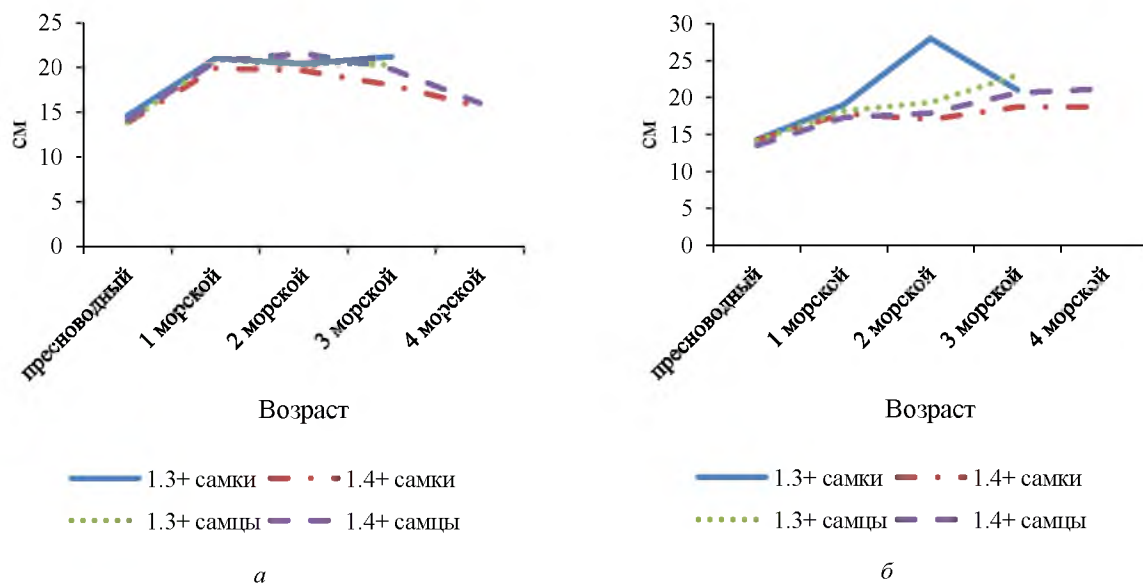 25
20
15
10
5
0
см
пресноводный
1 морской
2 морской
3 морской
4 морской
Возраст
1.3+ самки
1.4+ самки
1.3+ самцы
1.4+ самцы
а
30
25
20
15
10
5
0
см
пресноводный
1 морской
2 морской
3 морской
4 морской
Возраст
1.3+ самки
1.4+ самки
1.3+ самцы
1.4+ самцы
б